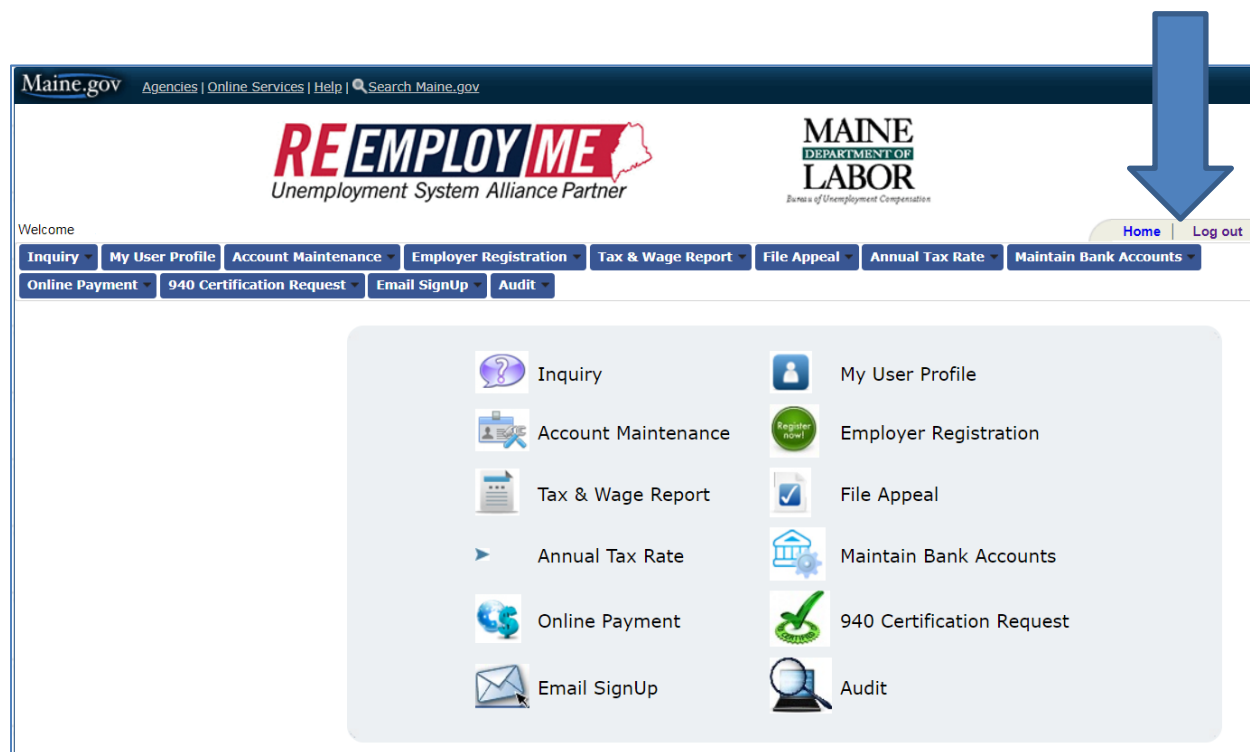 Maine.gov Agencies | Online Services | Help | Search Maine.gov
REEMPLOYME
Unemployment System Alliance Partner
MAINE
DEPARTMENT OF
LABOR
Bureau of Unemployment Compensation
Welcome
Home | Log out
Inquiry My User Profile Account Maintenance Employer Registration Tax & Wage Report File Appeal Annual Tax Rate Maintain Bank Accounts
Online Payment 940 Certification Request Email SignUp Audit
Inquiry My User Profile
Account Maintenance Register now! Employer Registration
Tax & Wage Report File Appeal
Annual Tax Rate Maintain Bank Accounts
Online Payment CERTIFIED 940 Certification Request
Email SignUp Audit